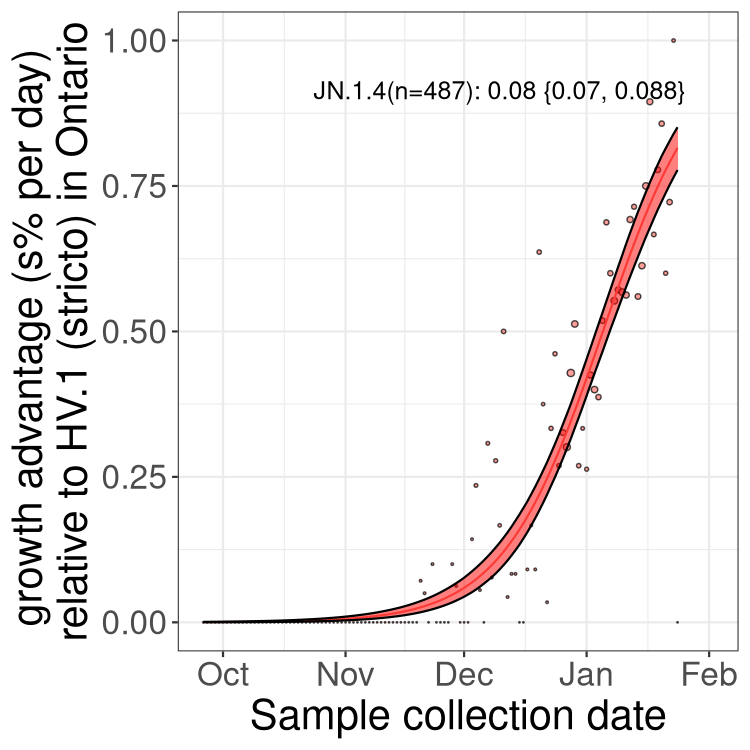 growth advantage (s% per day)
relative to HV.1 (stricto) in Ontario
1.00
0.75
0.50
0.25
0.00
JN.1.4(n=487): 0.08 {0.07, 0.088}
Oct Nov Dec Jan Feb
Sample collection date